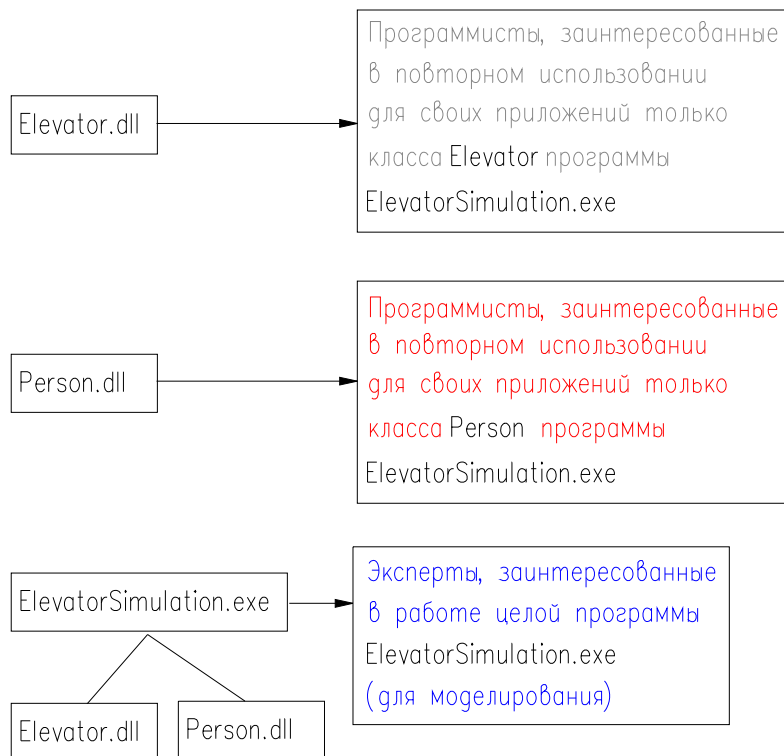 Elevator.dll
Программисты, заинтересованные
в повторном использовании
для своих приложений только
класса Elevator программы
ElevatorSimulation.exe
Person.dll
Программисты, заинтересованные
в повторном использовании
для своих приложений только
класса Person программы
ElevatorSimulation.exe
ElevatorSimulation.exe
Эксперты, заинтересованные
в работе целой программы
ElevatorSimulation.exe
(для моделирования)
Elevator.dll
Person.dll